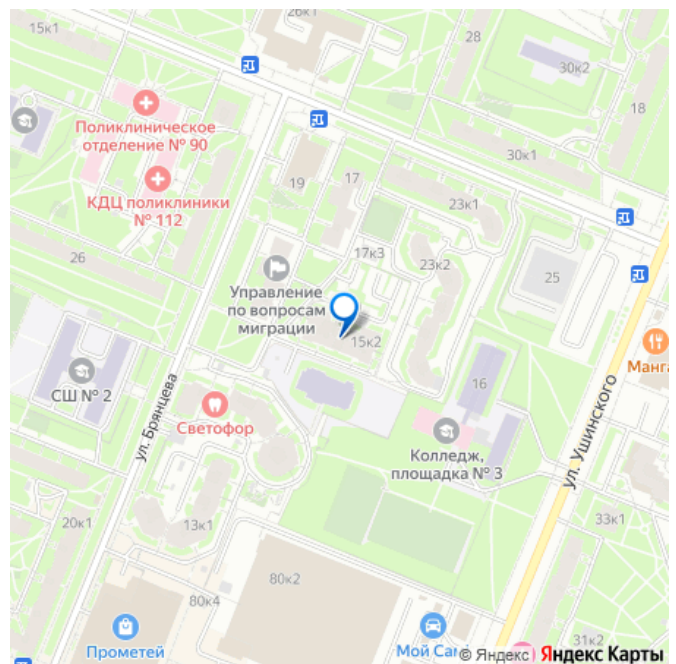 15к1
26к1
28
30к2
18
Поликлиническое
отделение № 90
30к1
КДЦ поликлиники
№ 112
19
17
23к1
26
17к3
23к2
25
Управление
по вопросам
миграции
15к2
Манга
СШ № 2
16
ул. Брянцева
Светофор
ул. Ушинского
Колледж,
площадка № 3
20к1
13к1
33к1
80к2
80к4
31к2
Прометей
Мой Сам
© Яндекс
Яндекс Карты